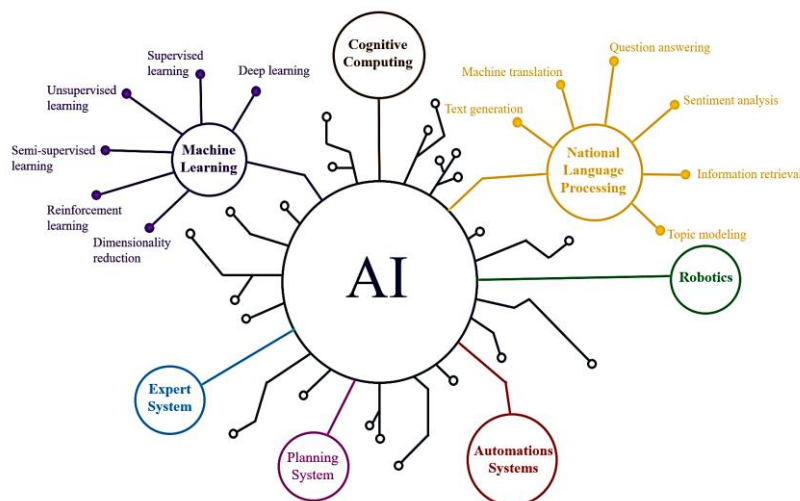 Cognitive
Computing
Supervised
learning
Deep learning
Unsupervised
learning
Semi-supervised
learning
Reinforcement
learning
Dimensionality
reduction
Machine
Learning
Question answering
Machine translation
Text generation
Sentiment analysis
Information retrieval
Topic modeling
National
Language
Processing
AI
Robotics
Expert
System
Planning
System
Automations
Systems